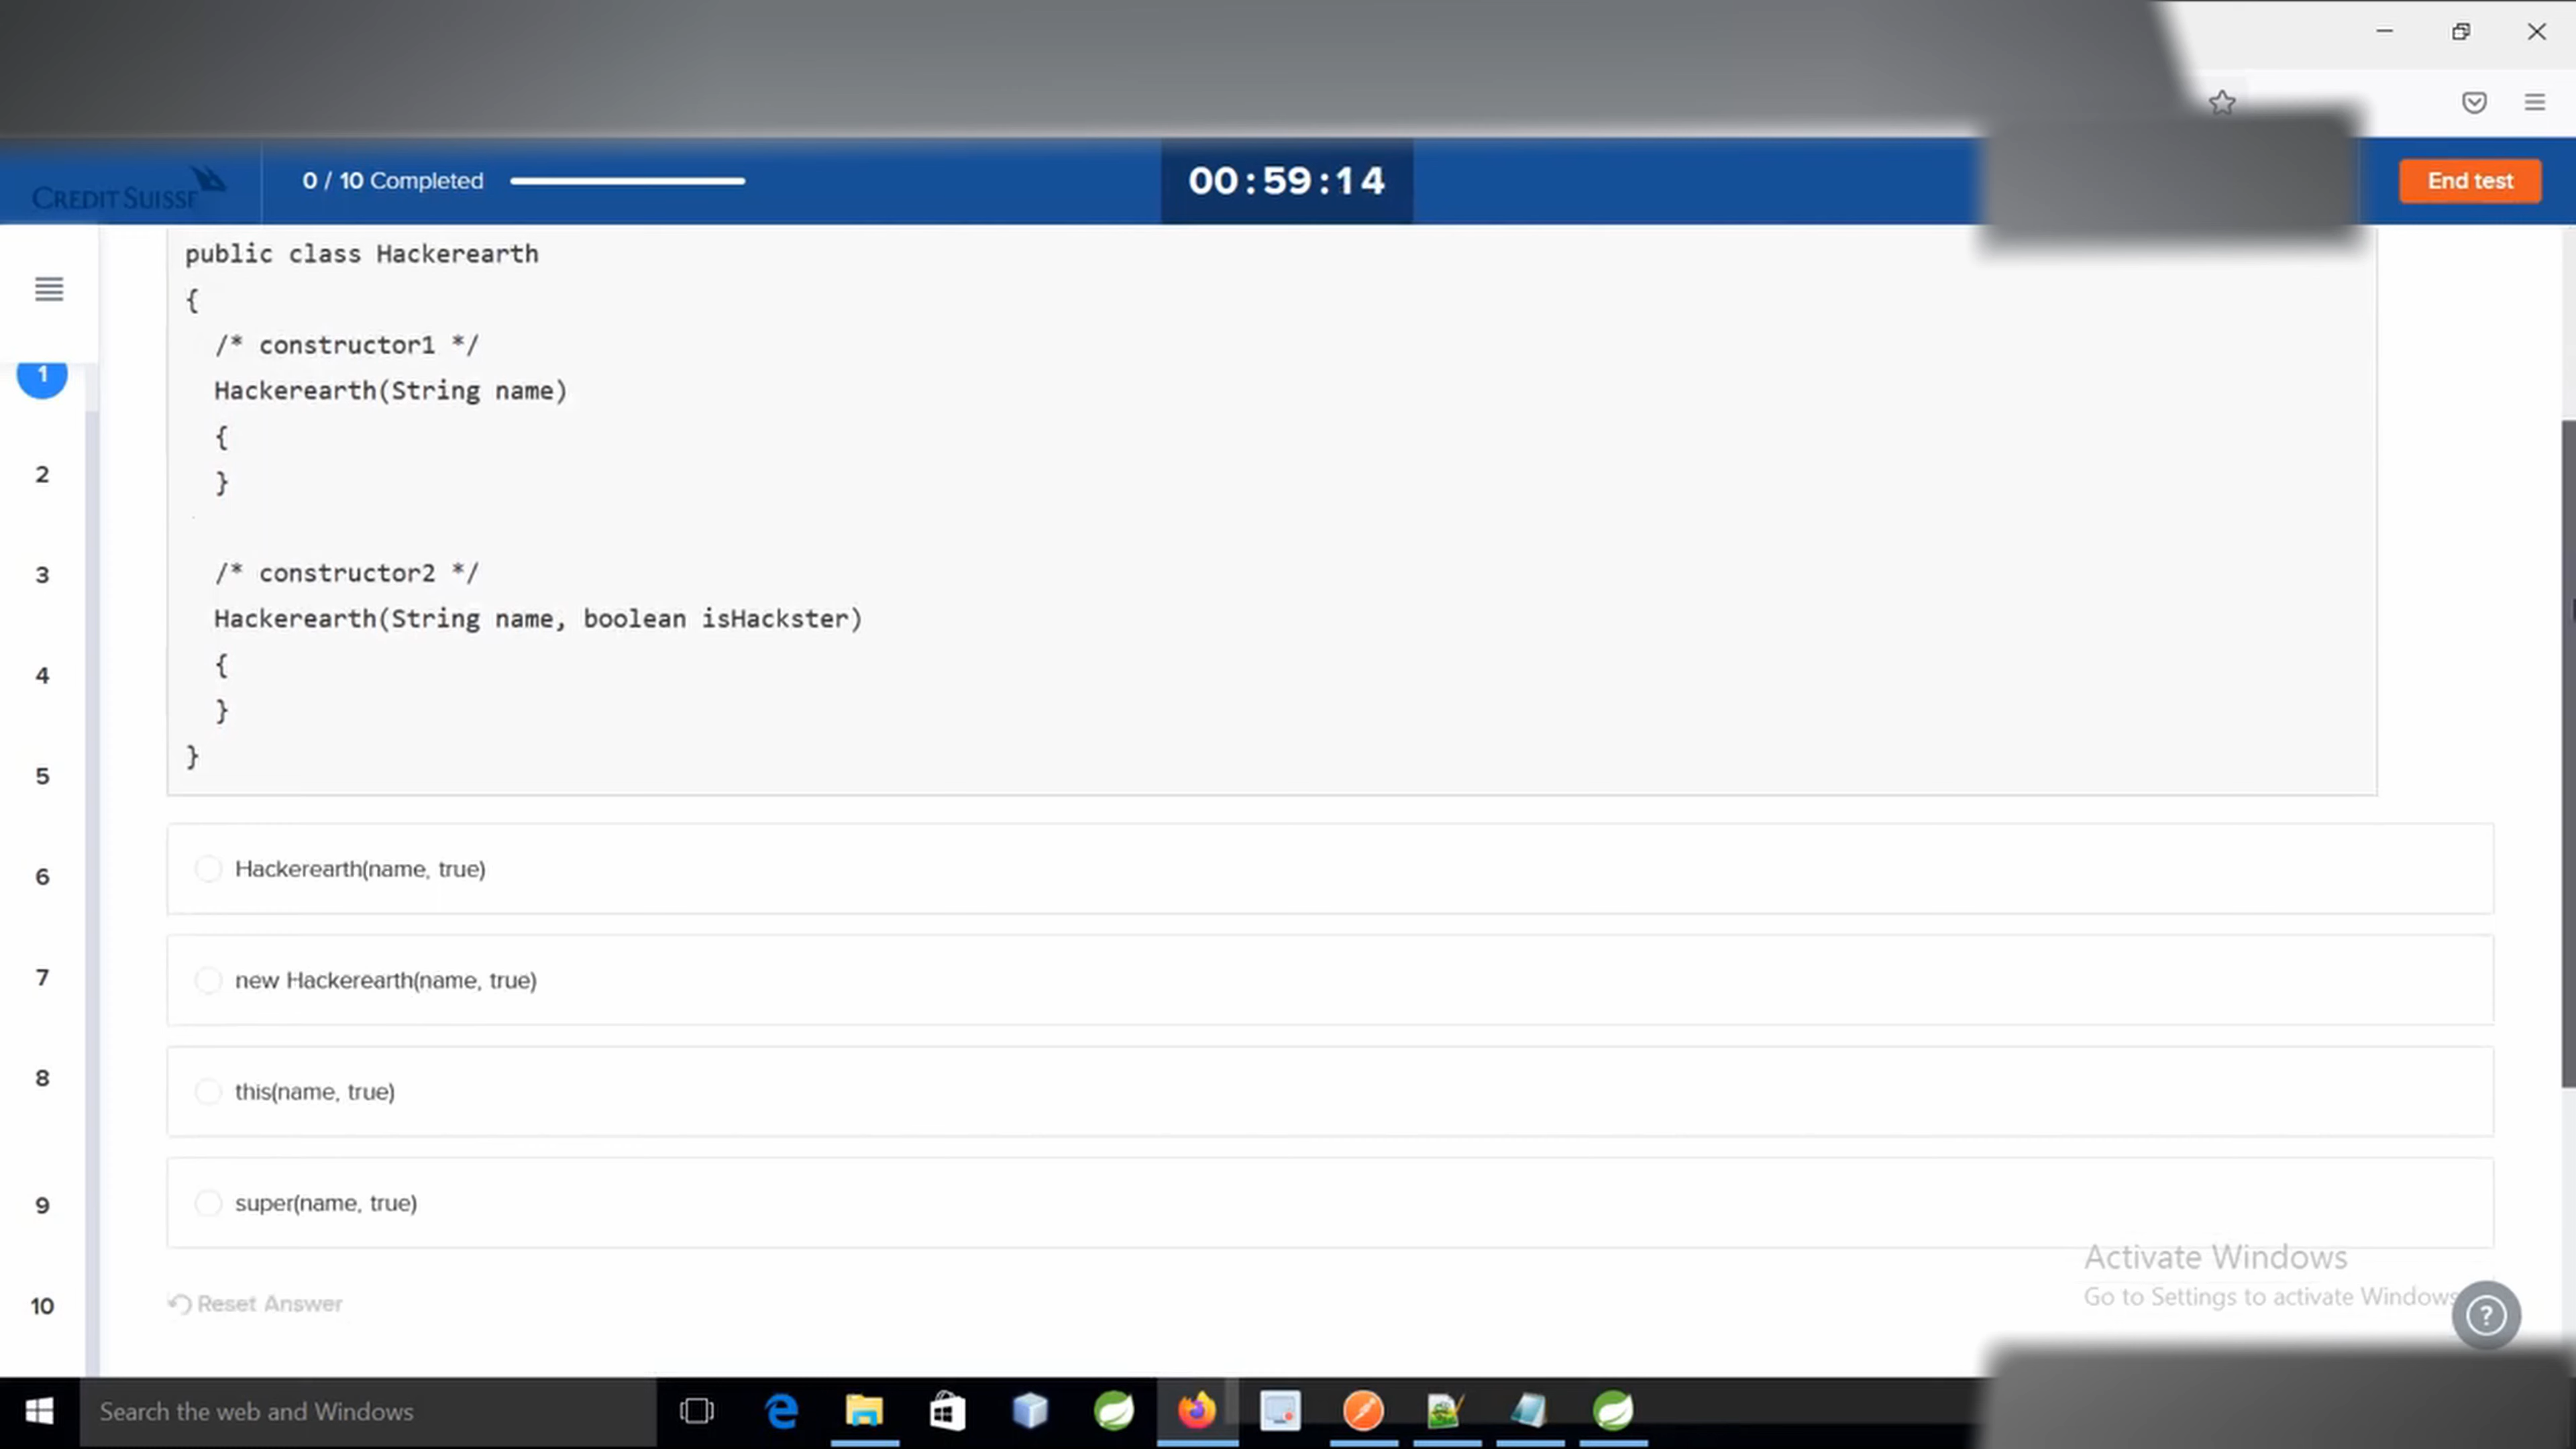 CREDIT SUISSE
0 / 10 Completed
00:59:14
End test
public class Hackerearth
{
/* constructor1 */
Hackerearth(String name)
{
}
/* constructor2 */
Hackerearth(String name, boolean isHackster)
{
}
}
1
2
3
4
5
6
7
8
9
10
Hackerearth(name, true)
new Hackerearth(name, true)
this(name, true)
super(name, true)
Reset Answer
Activate Windows
Go to Settings to activate Windows
?
Search the web and Windows